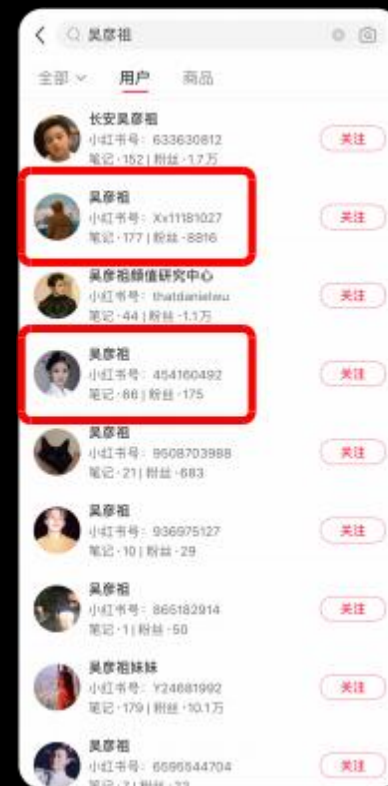 吴彦祖
全部
用户
商品
长安吴彦祖
小红书号：633630812
笔记·152 | 粉丝·1.7万
关注
吴彦祖
小红书号：Xx11181027
笔记·177 | 粉丝·8816
关注
吴彦祖颜值研究中心
小红书号：thatdanielwu
笔记·44 | 粉丝·1.1万
关注
吴彦祖
小红书号：454160492
笔记·86 | 粉丝·175
关注
吴彦祖
小红书号：9508703988
笔记·21 | 粉丝·683
关注
吴彦祖
小红书号：936975127
笔记·10 | 粉丝·29
关注
吴彦祖
小红书号：865182914
笔记·1 | 粉丝·50
关注
吴彦祖妹妹
小红书号：Y24681992
笔记·179 | 粉丝·10.1万
关注
吴彦祖
小红书号：6595544704
关注